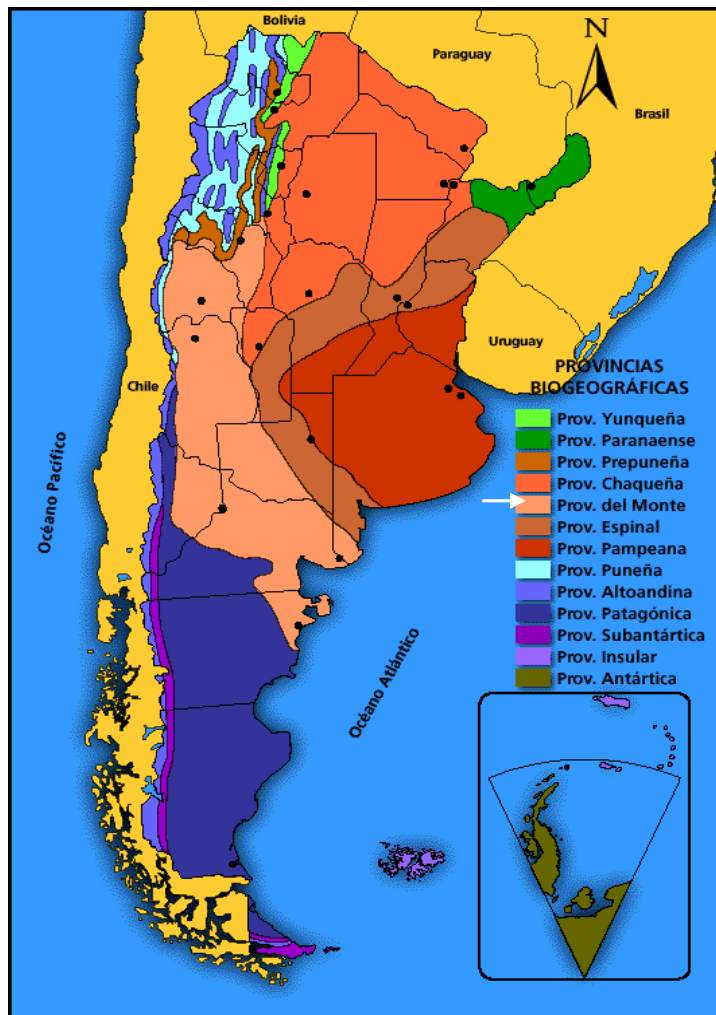 Bolivia
N
Paraguay
Brasil
Uruguay
Chile
Océano Pacífico
Océano Atlàntico
PROVINCIAS
BIOGEOGRÁFICAS
Prov. Yunqueña
Prov. Paranaense
Prov. Prepuneña
Prov. Chaqueña
Prov. del Monte
Prov. Espinal
Prov. Pampeana
Prov. Puneña
Prov. Altoandina
Prov. Patagónica
Prov. Subantártica
Prov. Insular
Prov. Antártica